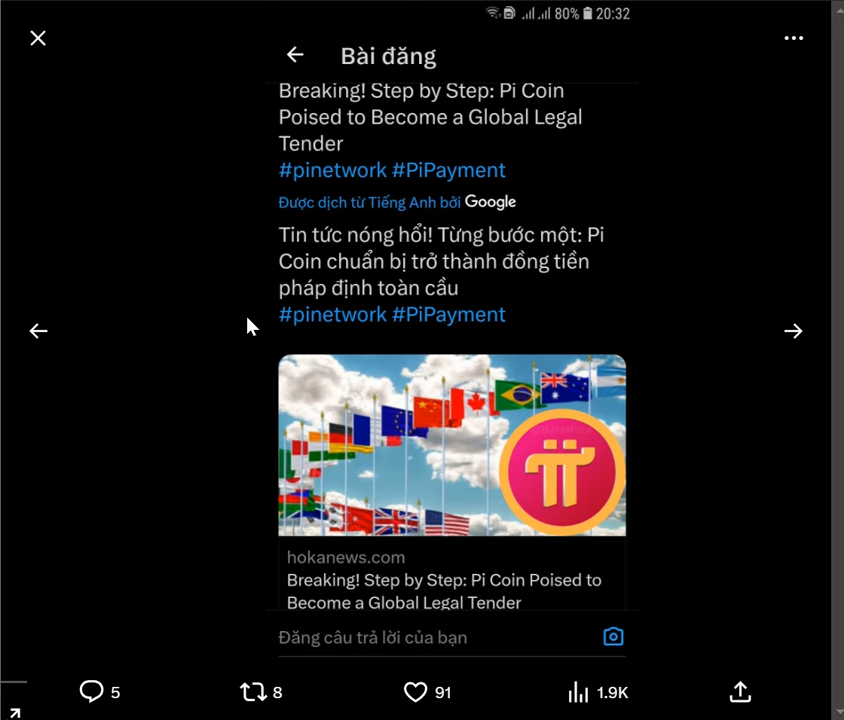 80% 20:32
Bài đăng
Breaking! Step by Step: Pi Coin
Poised to Become a Global Legal
Tender
#pinetwork #PiPayment
Được dịch từ Tiếng Anh bởi Google
Tin tức nóng hổi! Từng bước một: Pi
Coin chuẩn bị trở thành đồng tiền
pháp định toàn cầu
#pinetwork #PiPayment
hokanews.com
Breaking! Step by Step: Pi Coin Poised to
Become a Global Legal Tender
Đăng câu trả lời của bạn
5 8 91 1.9K